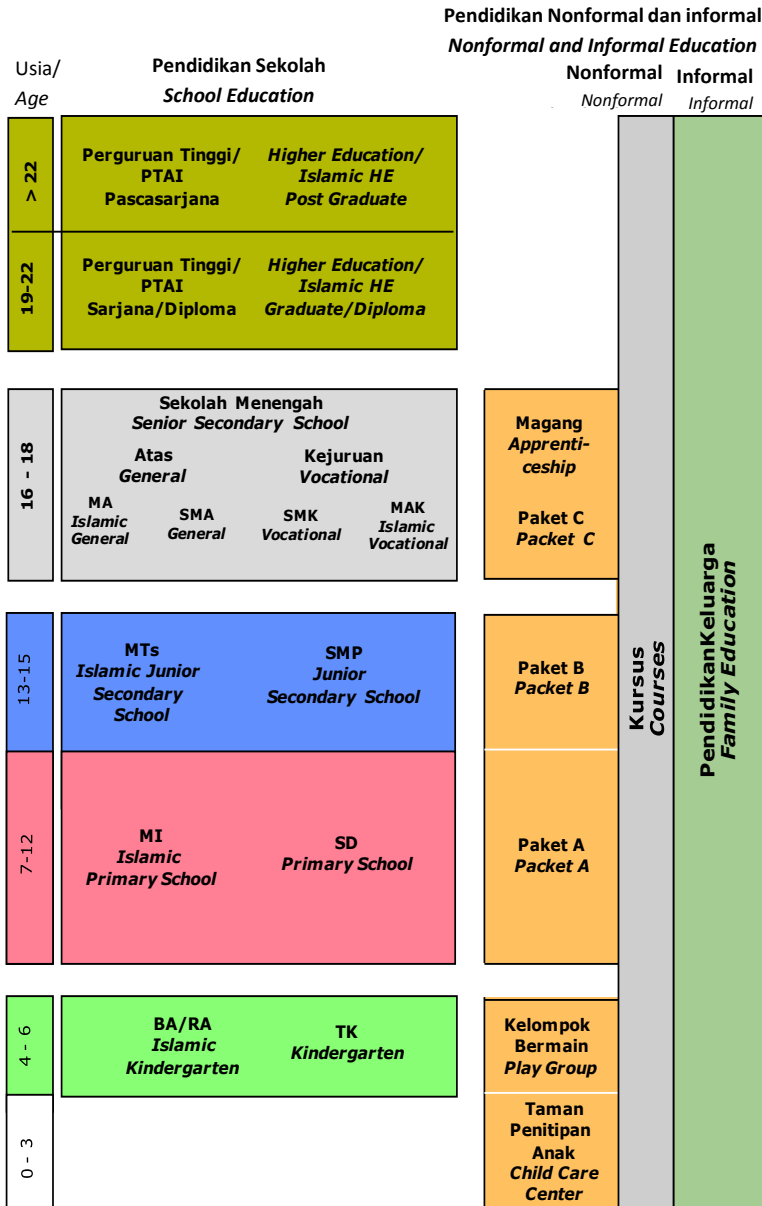 Pendidikan Nonformal dan informal
Nonformal and Informal Education
Usia/
Age
Pendidikan Sekolah
School Education
Nonformal
Nonformal
Informal
Informal
> 22
Perguruan Tinggi/
PTAI
Pascasarjana
Higher Education/
Islamic HE
Post Graduate
19-22
Perguruan Tinggi/
PTAI
Sarjana/Diploma
Higher Education/
Islamic HE
Graduate/Diploma
16 - 18
Sekolah Menengah
Senior Secondary School
Atas
General
Kejuruan
Vocational
MA
Islamic
General
SMA
General
SMK
Vocational
MAK
Islamic
Vocational
Magang
Apprenti-
ceship
Paket C
Packet C
13-15
MTs
Islamic Junior
Secondary
School
SMP
Junior
Secondary School
Paket B
Packet B
7-12
MI
Islamic
Primary School
SD
Primary School
Paket A
Packet A
4 - 6
BA/RA
Islamic
Kindergarten
TK
Kindergarten
Kelompok
Bermain
Play Group
0 - 3
Taman
Penitipan
Anak
Child Care
Center
Kursus
Courses
PendidikanKeluarga
Family Education